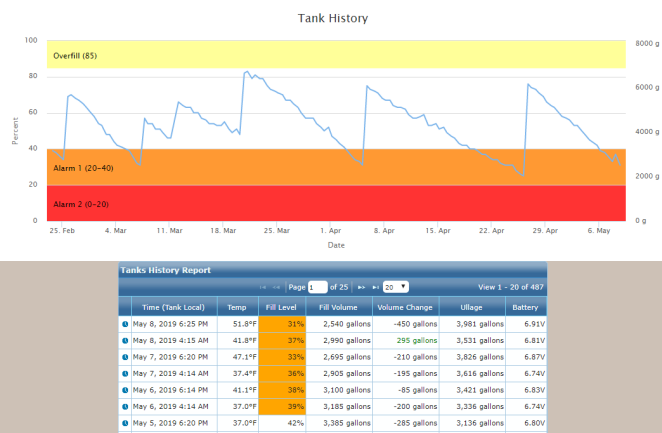 Tank History
100
80
60
40
20
0
Percent
8000 g
6000 g
4000 g
2000 g
0 g
Overfill (85)
Alarm 1 (20-40)
Alarm 2 (0-20)
25. Feb 4. Mar 11. Mar 18. Mar 25. Mar 1. Apr 8. Apr 15. Apr 22. Apr 29. Apr 6. May
Date
Tanks History Report
Page 1 of 25 20 View 1 - 20 of 487
Time (Tank Local) Temp Fill Level Fill Volume Volume Change Ullage Battery
May 8, 2019 6:25 PM 51.8°F 31% 2,540 gallons -450 gallons 3,981 gallons 6.91V
May 8, 2019 4:15 AM 41.8°F 37% 2,990 gallons 295 gallons 3,531 gallons 6.81V
May 7, 2019 6:20 PM 47.1°F 33% 2,695 gallons -210 gallons 3,826 gallons 6.87V
May 7, 2019 4:14 AM 37.4°F 36% 2,905 gallons -195 gallons 3,616 gallons 6.74V
May 6, 2019 6:14 PM 41.1°F 38% 3,100 gallons -85 gallons 3,421 gallons 6.83V
May 6, 2019 4:14 AM 37.0°F 39% 3,185 gallons -200 gallons 3,336 gallons 6.74V
May 5, 2019 6:20 PM 37.0°F 42% 3,385 gallons -285 gallons 3,136 gallons 6.80V